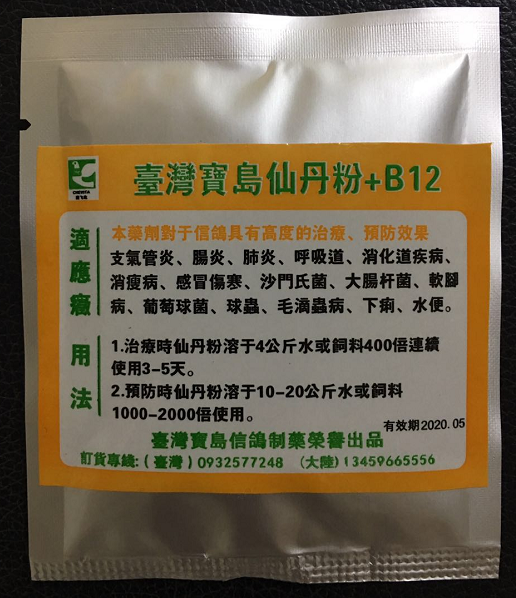 臺灣寶島仙丹粉+B12
CHEVITA
適應癥
本藥劑對于信鴿具有高度的治療、預防效果
支氣管炎、腸炎、肺炎、呼吸道、消化道疾病、
消瘦病、感冒傷寒、沙門氏菌、大腸杆菌、軟腳
病、葡萄球菌、球蟲、毛滴蟲病、下痢、水便。
用法
1.治療時仙丹粉溶于4公斤水或飼料400倍連續
使用3-5天。
2.預防時仙丹粉溶于10-20公斤水或飼料
1000-2000倍使用。
有效期2020.05
臺灣寶島信鴿制藥榮譽出品
訂貨專綫:(臺灣)0932577248 (大陸)13459665556